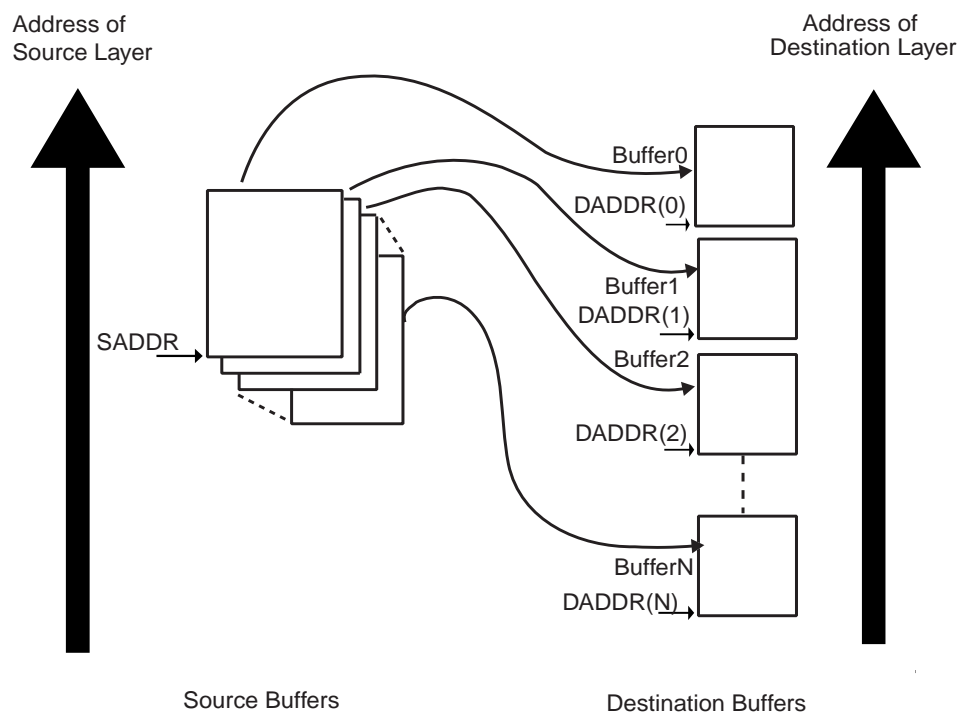 Address of
Source Layer
Address of
Destination Layer
Buffer0
DADDR(0)
Buffer1
DADDR(1)
SADDR
Buffer2
DADDR(2)
BufferN
DADDR(N)
Source Buffers
Destination Buffers